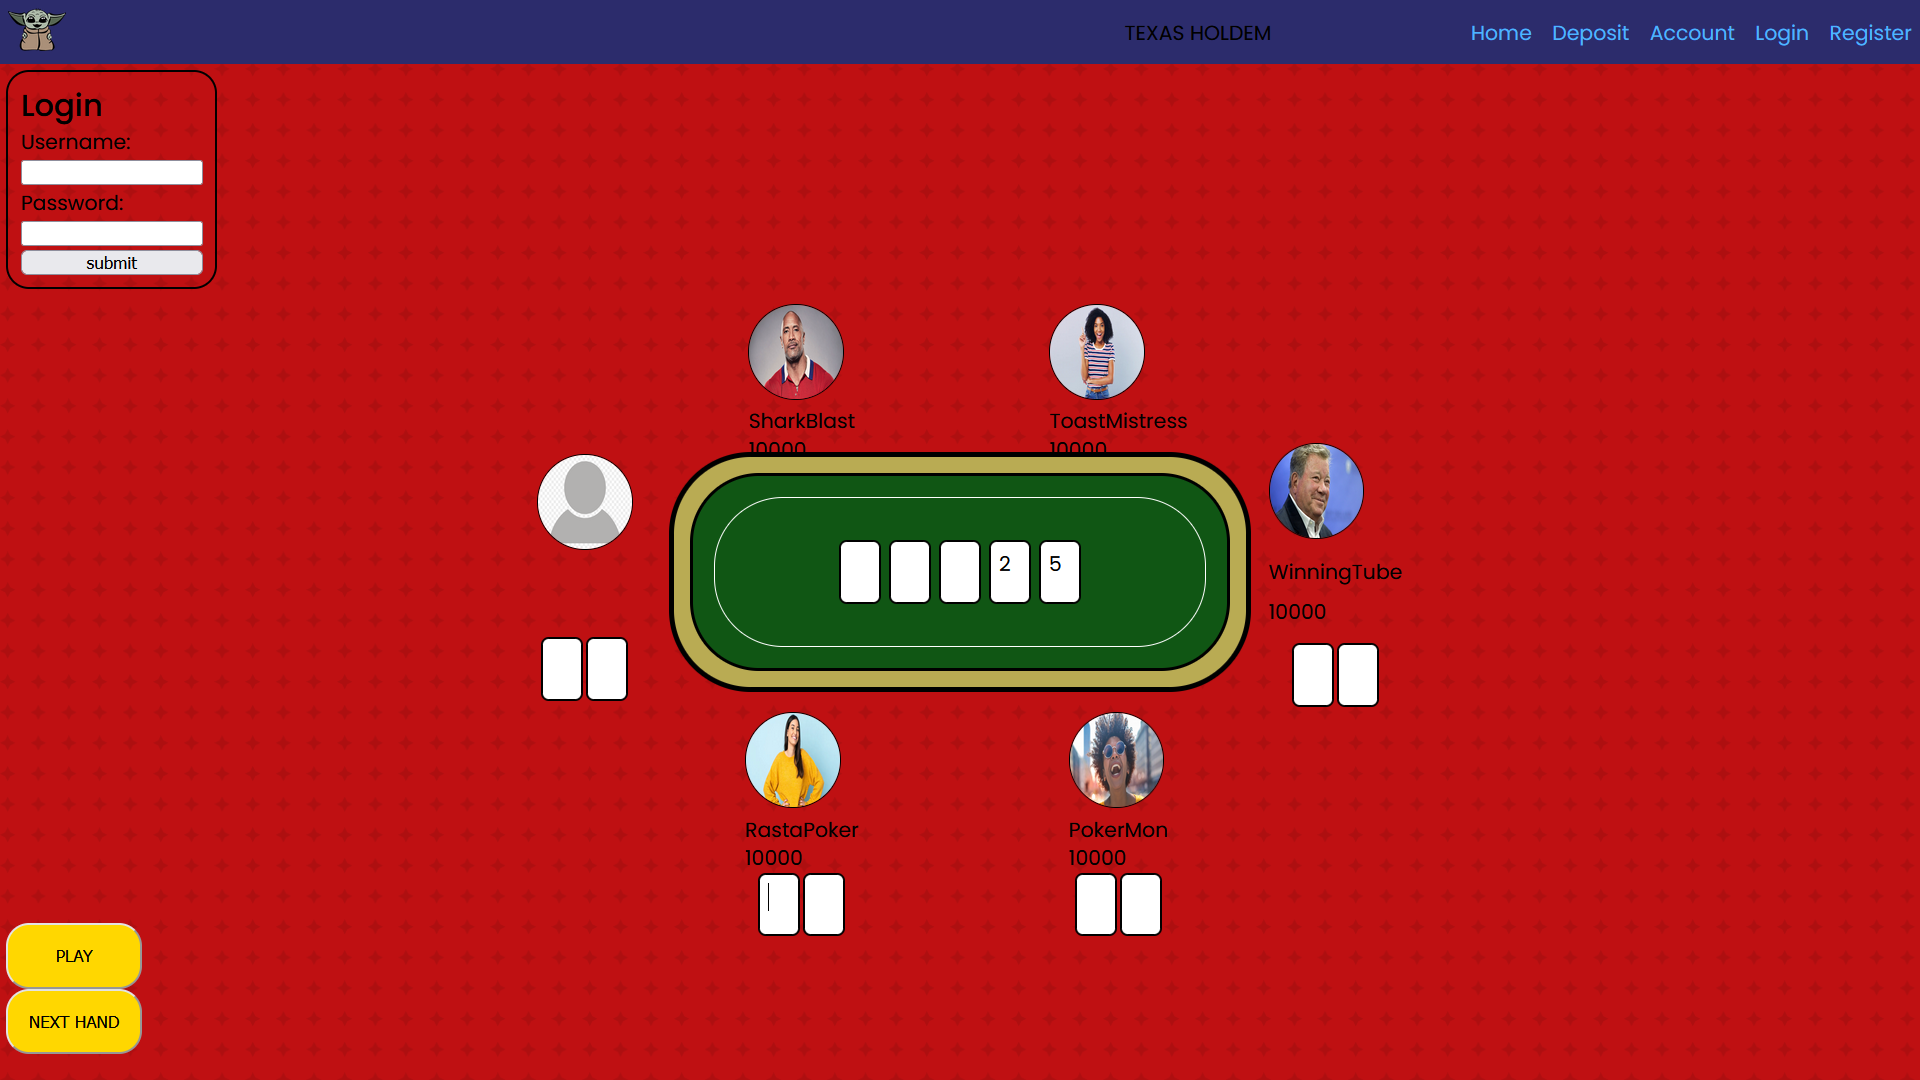 TEXAS HOLDEM
Home Deposit Account Login Register
Login
Username:
Password:
submit
SharkBlast
10000
ToastMistress
10000
WinningTube
10000
2
5
RastaPoker
10000
PokerMon
10000
PLAY
NEXT HAND